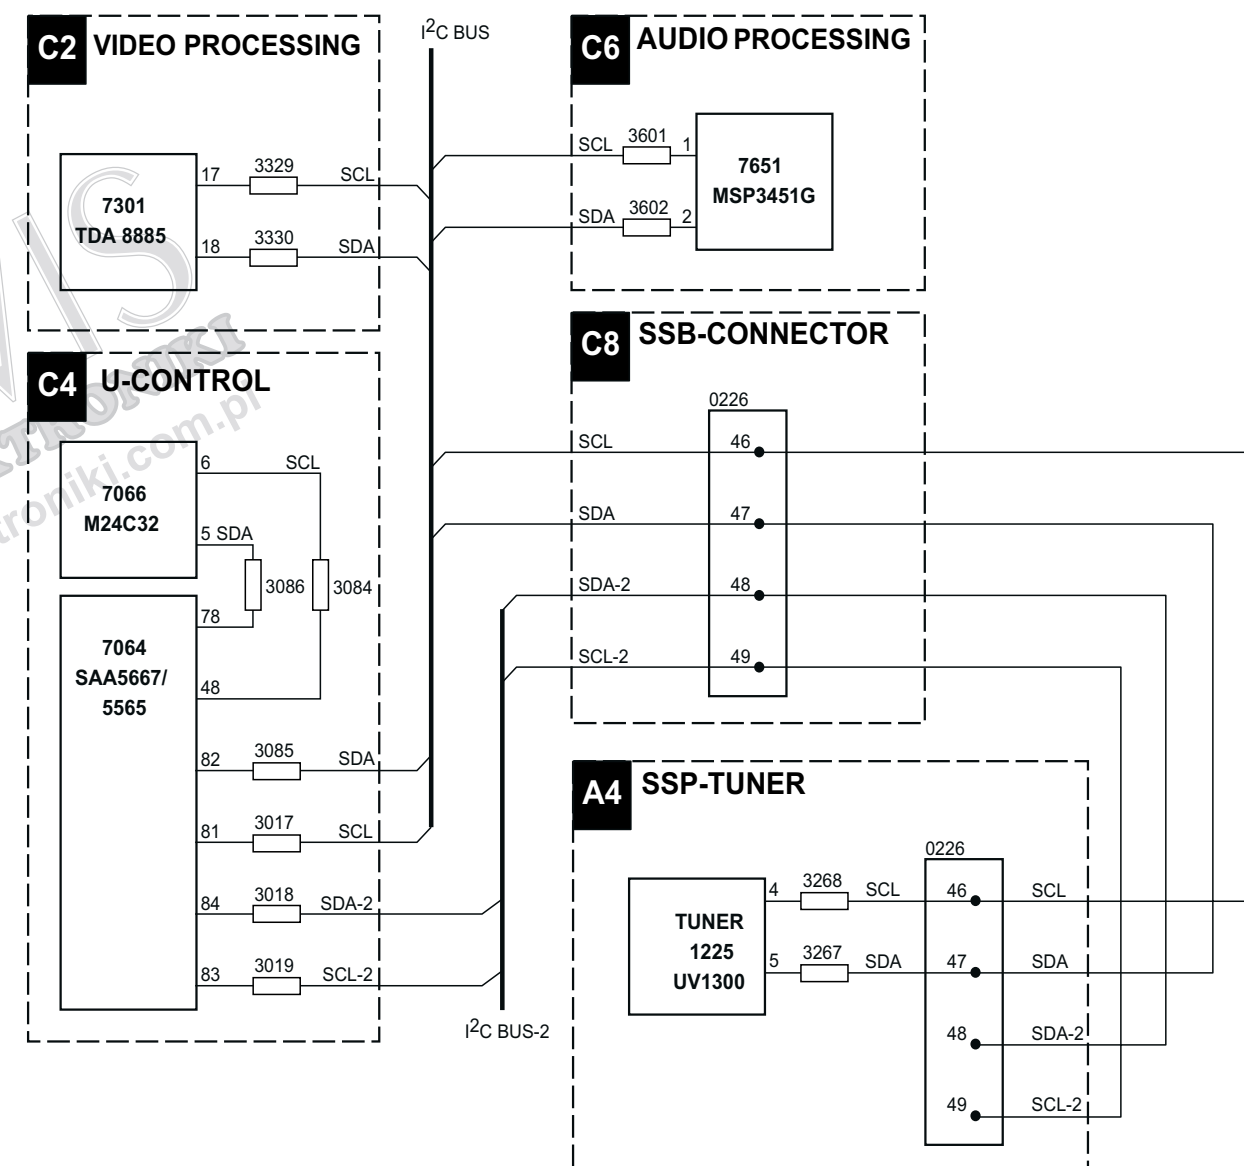 C2 VIDEO PROCESSING
7301
TDA 8885
17 3329 SCL
18 3330 SDA
I2C BUS
C6 AUDIO PROCESSING
SCL 3601 1
SDA 3602 2
7651
MSP3451G
C4 U-CONTROL
7066
M24C32
6 SCL
5 SDA
3086 3084
7064
SAA5667/
5565
78
48
82 3085 SDA
81 3017 SCL
84 3018 SDA-2
83 3019 SCL-2
I2C BUS-2
C8 SSB-CONNECTOR
0226
SCL 46
SDA 47
SDA-2 48
SCL-2 49
A4 SSP-TUNER
TUNER
1225
UV1300
0226
4 3268 SCL 46 SCL
5 3267 SDA 47 SDA
48 SDA-2
49 SCL-2